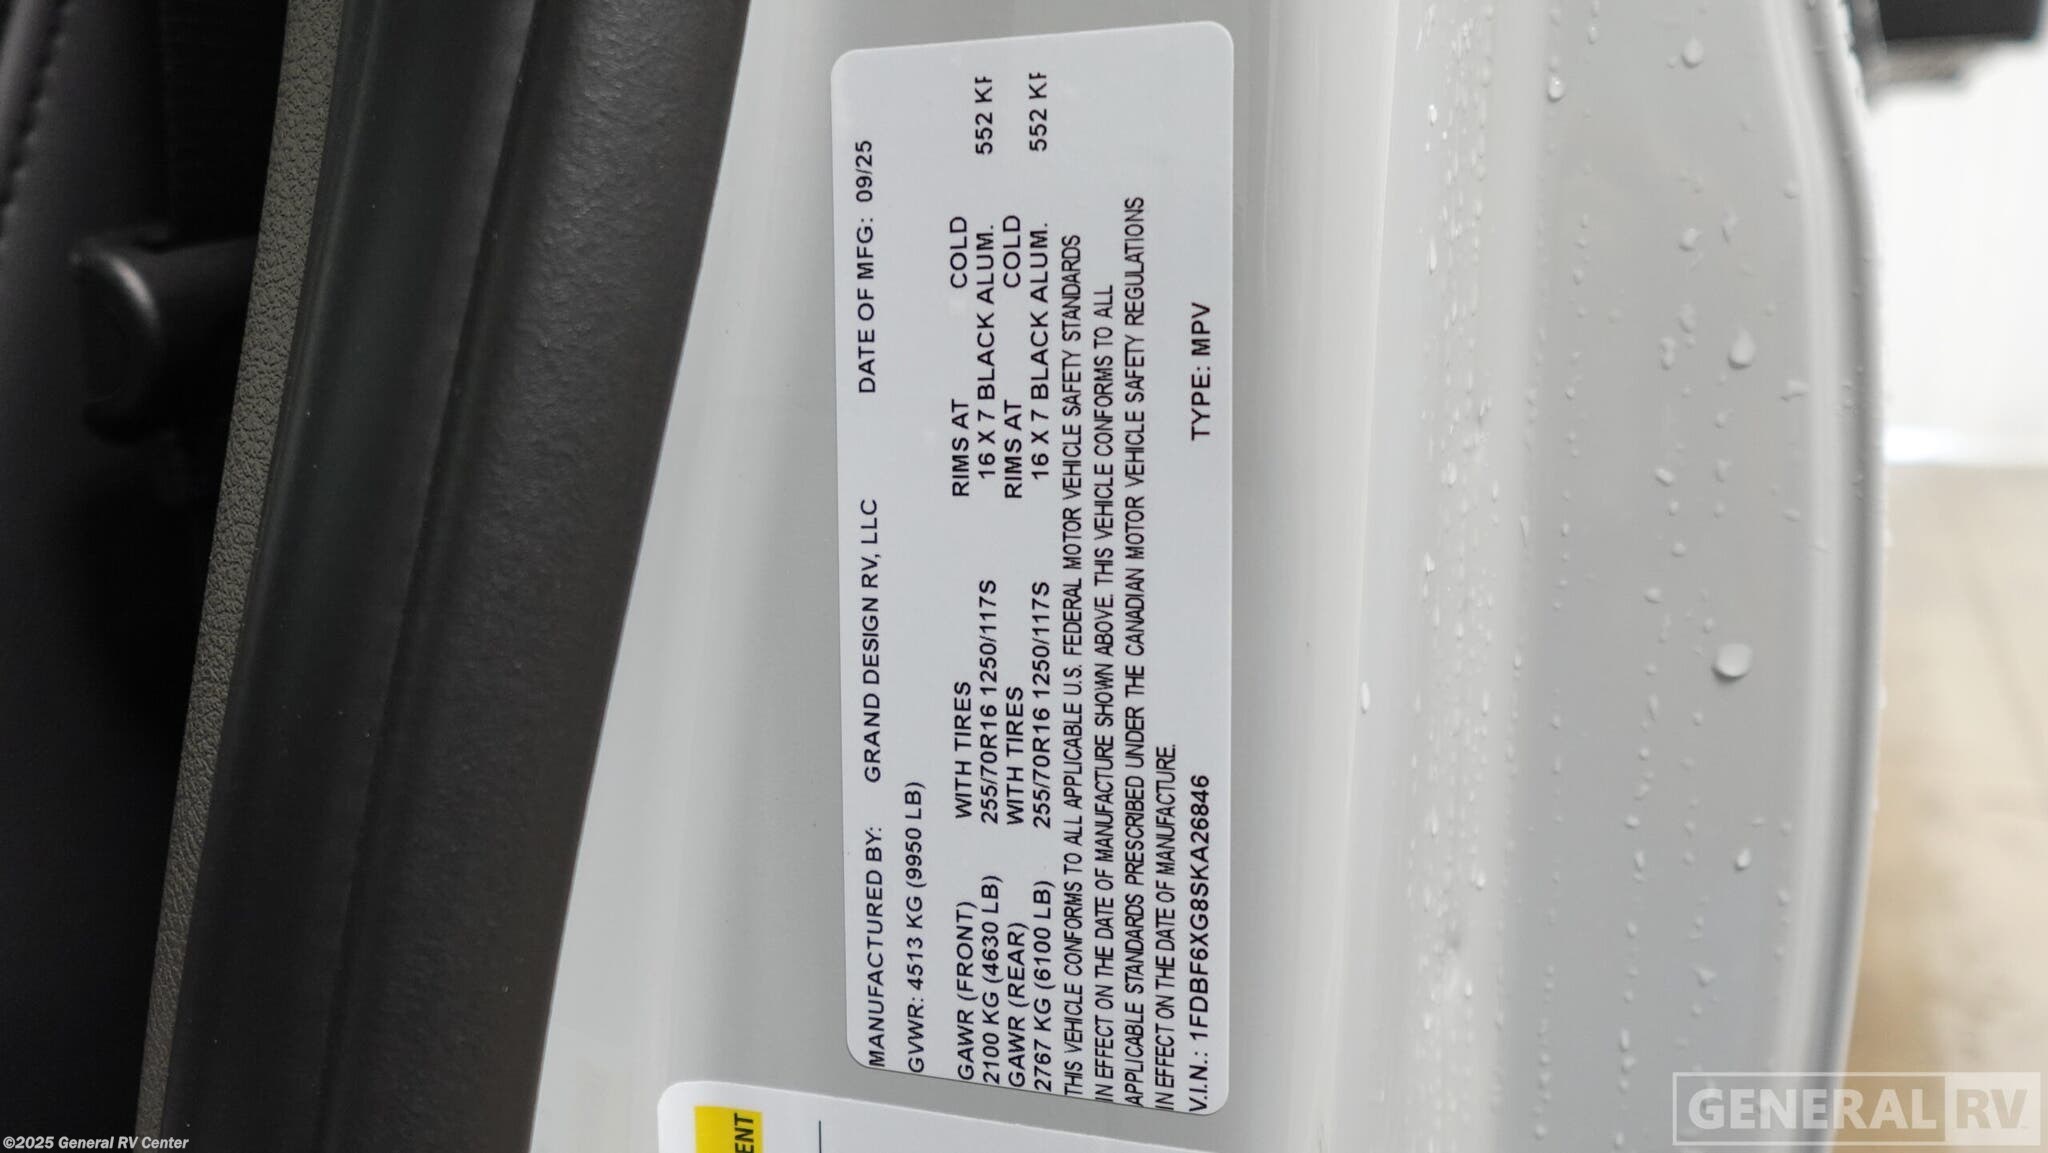 MANUFACTURED BY: GRAND DESIGN RV, LLC DATE OF MFG: 09/25
GVWR: 4513 KG (9950 LB)
GAWR (FRONT) WITH TIRES RIMS AT COLD
2100 KG (4630 LB) 255/70R16 1250/117S 16 X 7 BLACK ALUM. 552 KF
GAWR (REAR) WITH TIRES RIMS AT COLD
2767 KG (6100 LB) 255/70R16 1250/117S 16 X 7 BLACK ALUM. 552 KF
THIS VEHICLE CONFORMS TO ALL APPLICABLE U.S. FEDERAL MOTOR VEHICLE SAFETY STANDARDS
IN EFFECT ON THE DATE OF MANUFACTURE SHOWN ABOVE. THIS VEHICLE CONFORMS TO ALL
APPLICABLE STANDARDS PRESCRIBED UNDER THE CANADIAN MOTOR VEHICLE SAFETY REGULATIONS
IN EFFECT ON THE DATE OF MANUFACTURE.
V.I.N.: 1FDBF6XG8SKA26846 TYPE: MPV
ENT
GENERAL RV
©2025 General RV Center